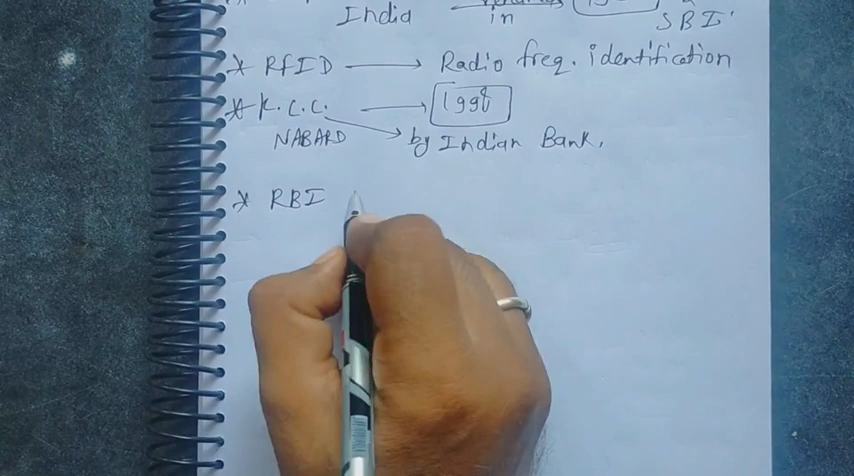 India in SBI
* RFID → Radio freq. identification
* K.C.C. → 1998
NABARD → by Indian Bank.
* RBI